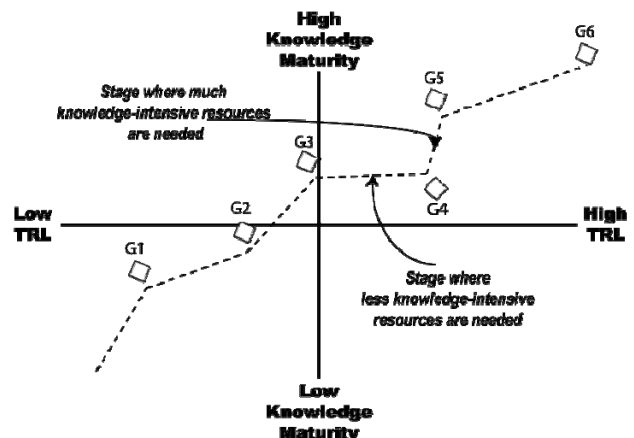 High
Knowledge
Maturity
G6
G5
Stage where much
knowledge-intensive resources
are needed
G3
G4
Low
TRL
G2
High
TRL
G1
Stage where
less knowledge-intensive
resources are needed
Low
Knowledge
Maturity